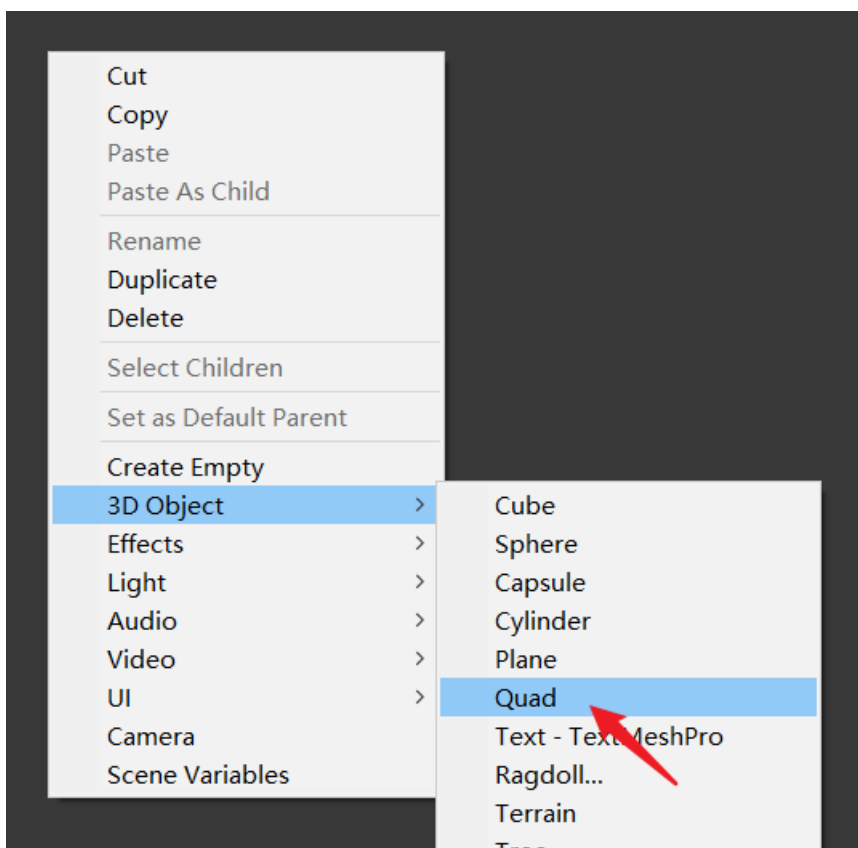 Cut
Copy
Paste
Paste As Child
Rename
Duplicate
Delete
Select Children
Set as Default Parent
Create Empty
3D Object
Effects
Light
Audio
Video
UI
Camera
Scene Variables
Cube
Sphere
Capsule
Cylinder
Plane
Quad
Text - TextMeshPro
Ragdoll...
Terrain